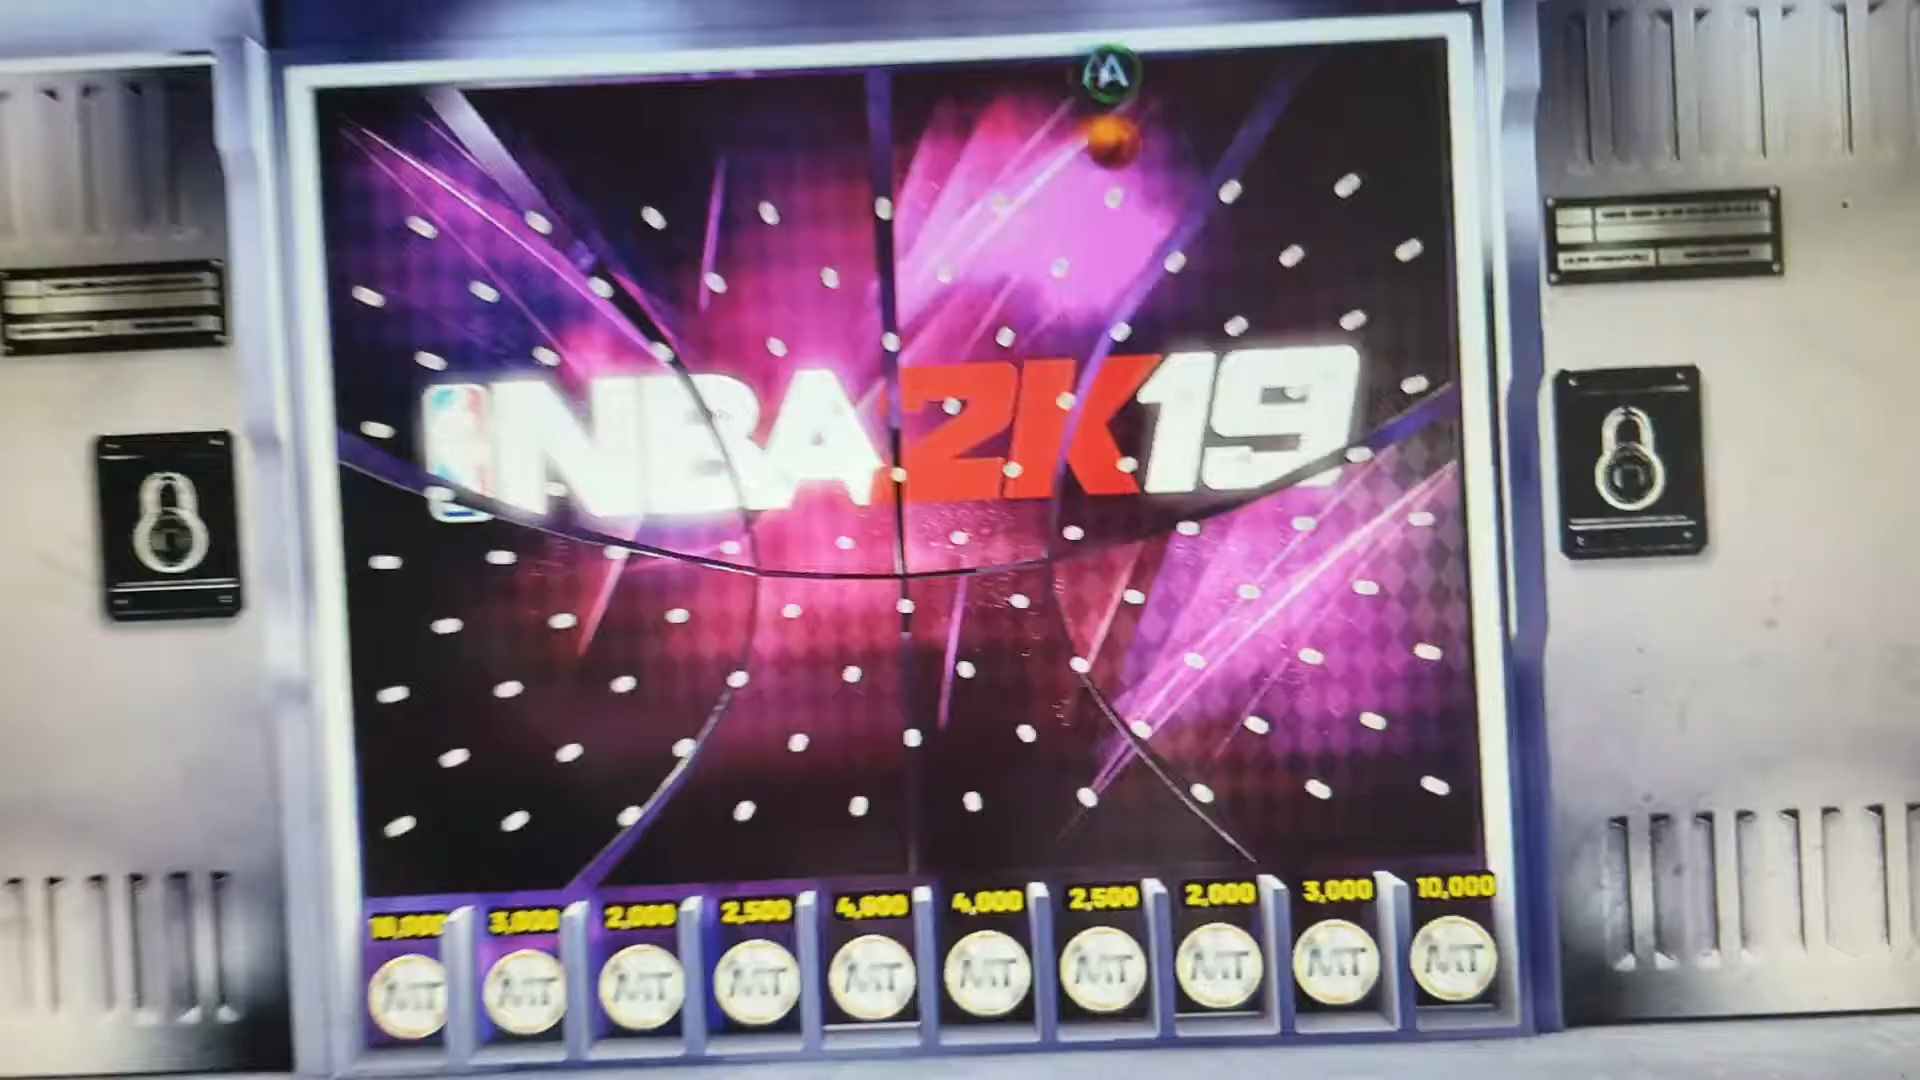 A
NBA 2K19
10,000 3,000 2,000 2,500 4,000 4,000 2,500 2,000 3,000 10,000
MT MT MT MT MT MT MT MT MT MT